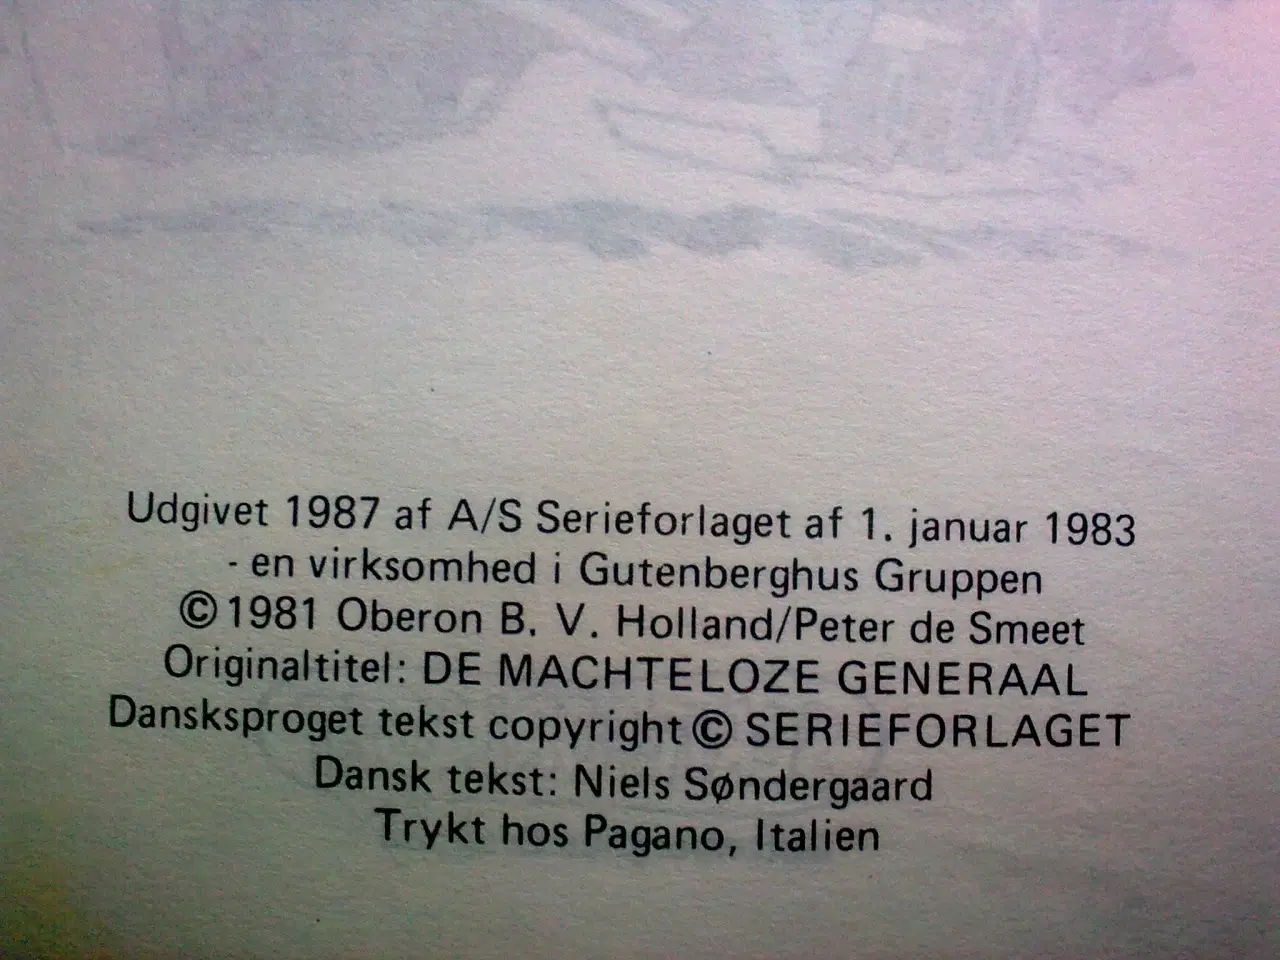 Udgivet 1987 af A/S Serieforlaget af 1. januar 1983
- en virksomhed i Gutenberghus Gruppen
© 1981 Oberon B. V. Holland/Peter de Smeet
Originaltitel: DE MACHTELOZE GENERAAL
Dansksproget tekst copyright © SERIEFORLAGET
Dansk tekst: Niels Søndergaard
Trykt hos Pagano, Italien